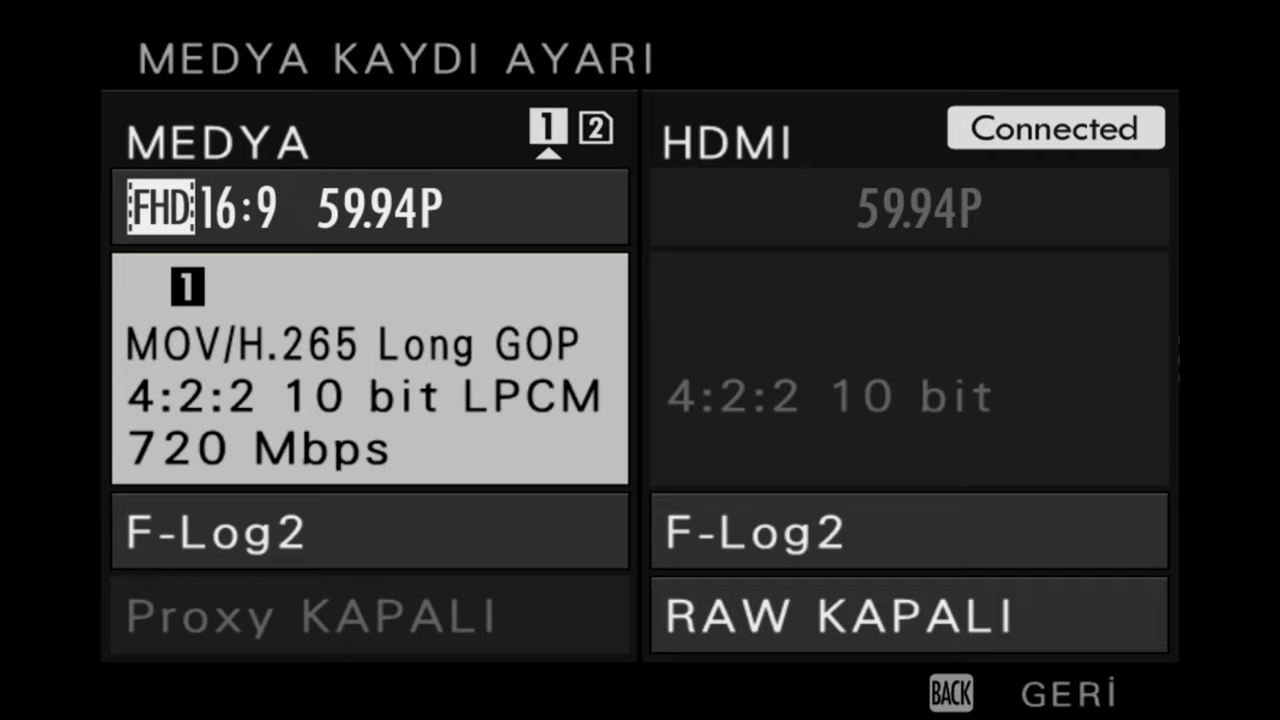 MEDYA KAYDI AYARI
MEDYA 1 2
FHD 16:9 59.94P
1
MOV/H.265 Long GOP
4:2:2 10 bit LPCM
720 Mbps
F-Log2
Proxy KAPALI
HDMI Connected
59.94P
4:2:2 10 bit
F-Log2
RAW KAPALI
BACK GERİ